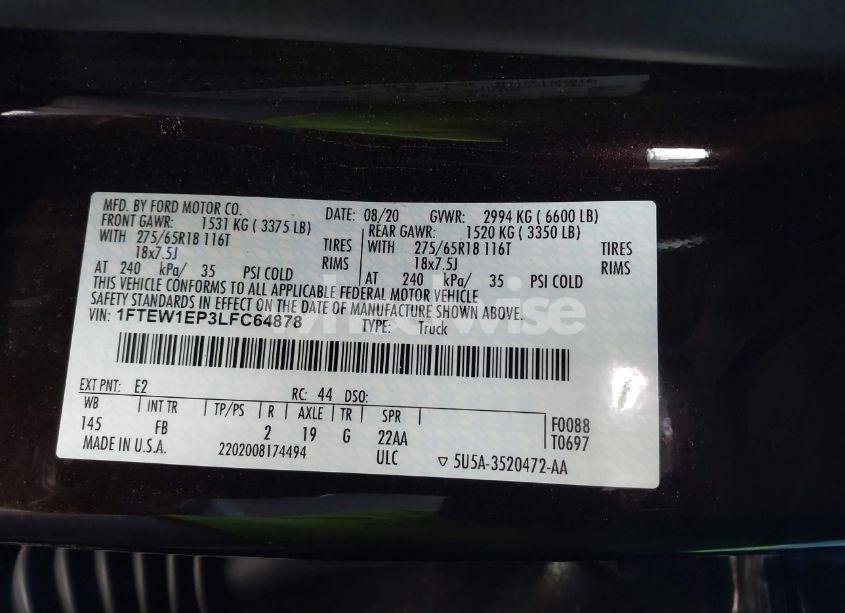 MFD. BY FORD MOTOR CO. DATE: 08/20 GVWR: 2994 KG ( 6600 LB)
FRONT GAWR: 1531 KG ( 3375 LB) REAR GAWR: 1520 KG ( 3350 LB)
WITH 275/65R18 116T TIRES WITH 275/65R18 116T TIRES
18x7.5J RIMS 18x7.5J RIMS
AT 240 kPa/ 35 PSI COLD AT 240 kPa/ 35 PSI COLD
THIS VEHICLE CONFORMS TO ALL APPLICABLE FEDERAL MOTOR VEHICLE
SAFETY STANDARDS IN EFFECT ON THE DATE OF MANUFACTURE SHOWN ABOVE.
VIN: 1FTEW1EP3LFC64878 TYPE: Truck
EXT PNT: E2 RC: 44 DSO:
WB INT TR TP/PS R AXLE TR SPR F0088
145 FB 2 19 G 22AA T0697
MADE IN U.S.A. 2202008174494 ULC ▽ 5U5A-3520472-AA